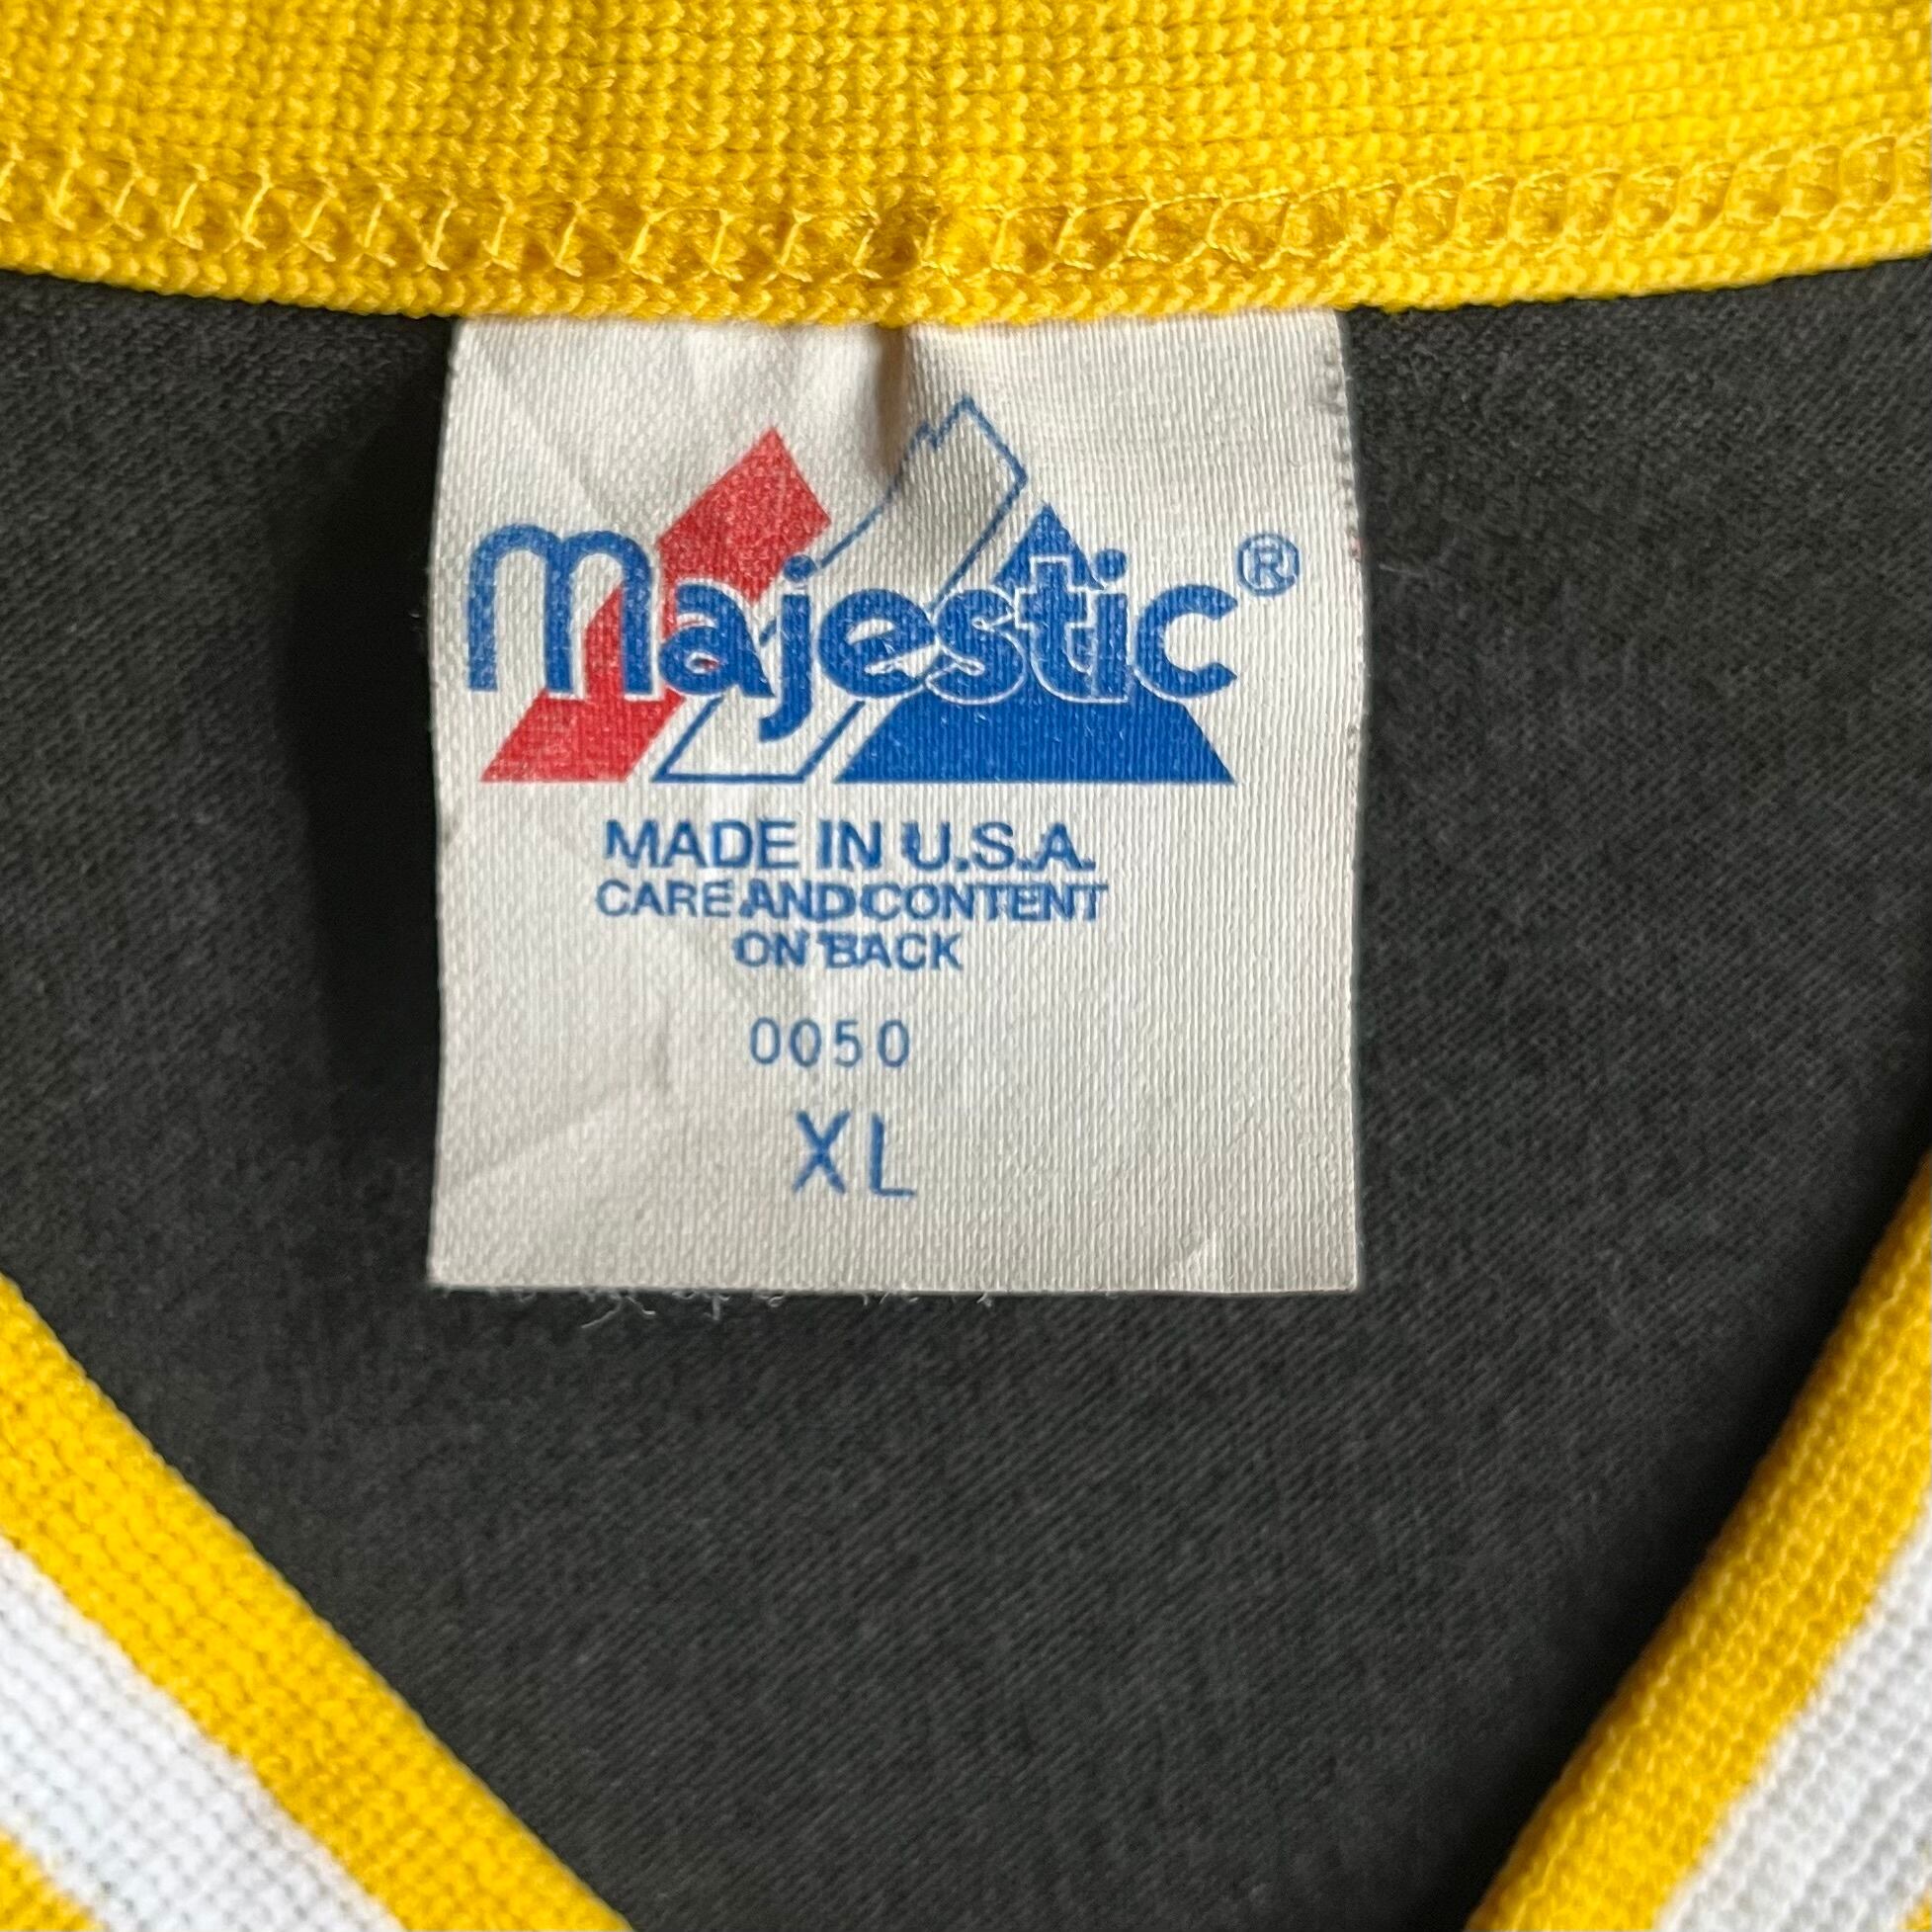 Majestic®
MADE IN U.S.A.
CARE AND CONTENT
ON BACK
0050
XL